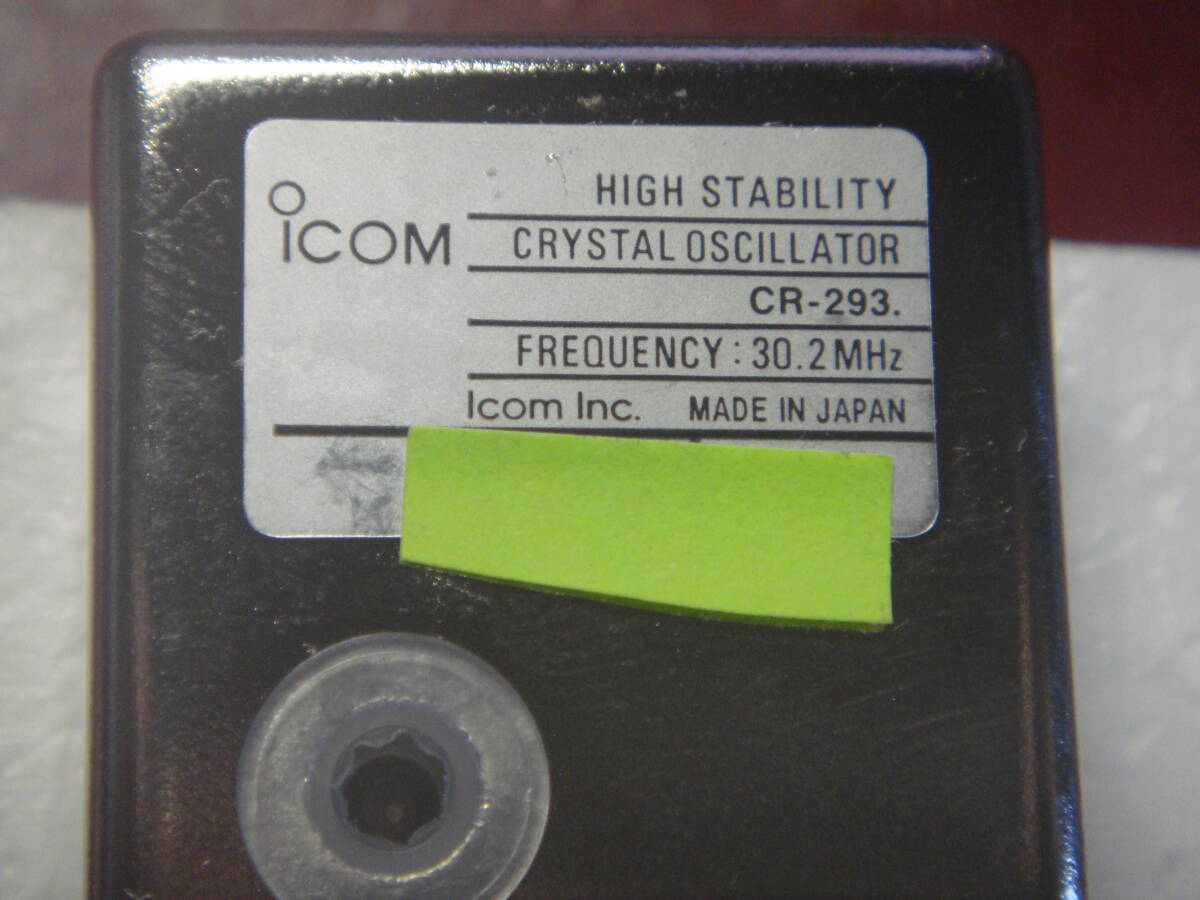 ICOM
HIGH STABILITY
CRYSTAL OSCILLATOR
CR-293.
FREQUENCY : 30.2 MHz
Icom Inc. MADE IN JAPAN